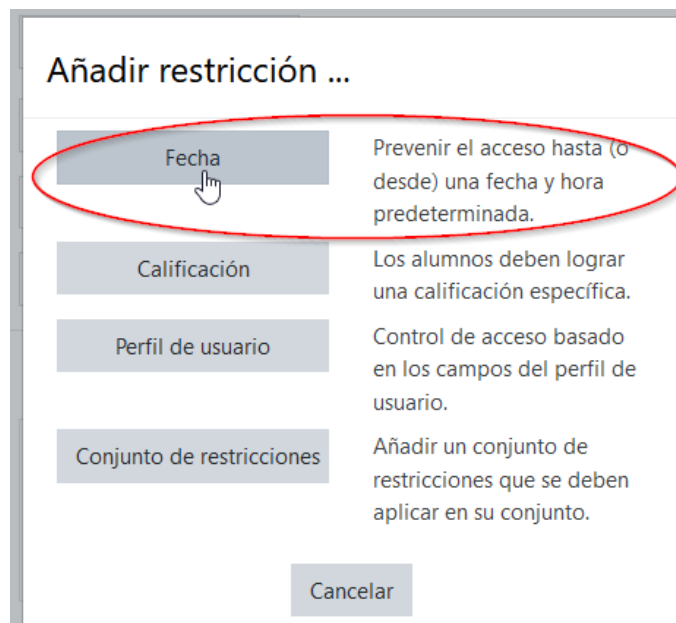 Añadir restricción ...
Fecha
Prevenir el acceso hasta (o
desde) una fecha y hora
predeterminada.
Calificación
Los alumnos deben lograr
una calificación específica.
Perfil de usuario
Control de acceso basado
en los campos del perfil de
usuario.
Conjunto de restricciones
Añadir un conjunto de
restricciones que se deben
aplicar en su conjunto.
Cancelar